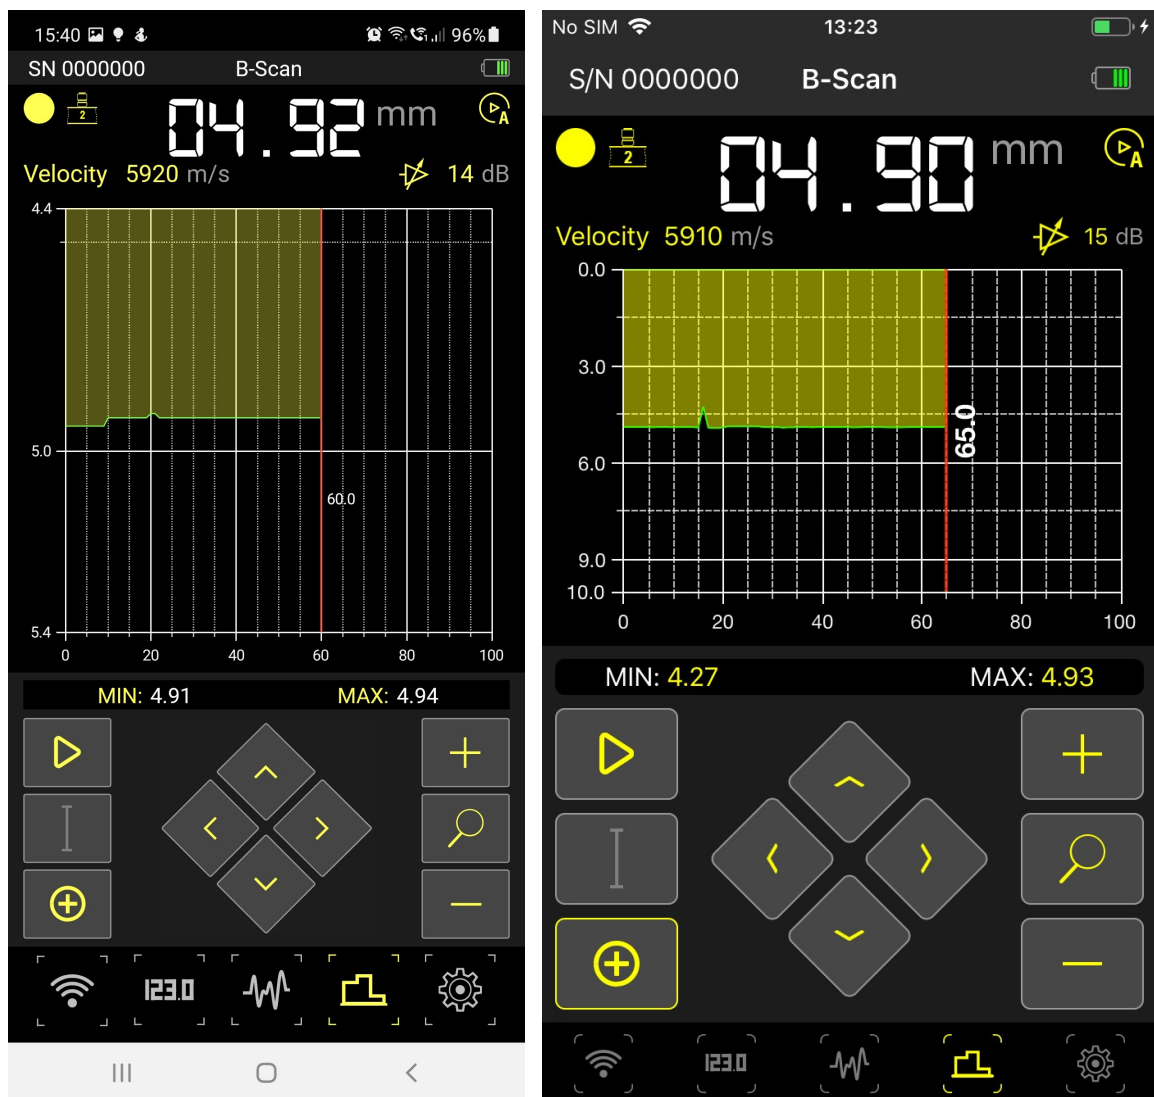 15:40 96%
SN 0000000 B-Scan
2 04.92 mm A
Velocity 5920 m/s 14 dB
4.4
5.0
60.0
5.4
0 20 40 60 80 100
MIN: 4.91 MAX: 4.94
123.0
No SIM 13:23
S/N 0000000 B-Scan
2 04.90 mm A
Velocity 5910 m/s 15 dB
0.0
3.0
65.0
6.0
9.0
10.0
0 20 40 60 80 100
MIN: 4.27 MAX: 4.93
123.0